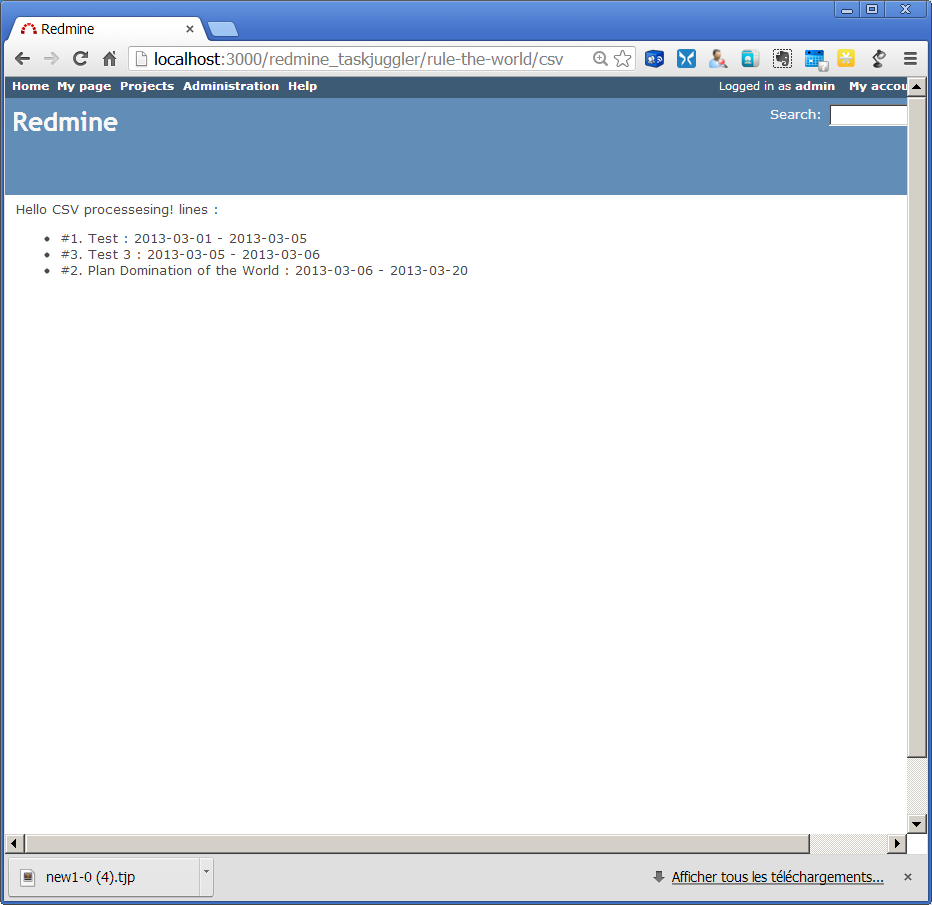 Redmine
localhost:3000/redmine_taskjuggler/rule-the-world/csv
Home My page Projects Administration Help Logged in as admin My accou
Redmine
Search:
Hello CSV processesing! lines :
#1. Test : 2013-03-01 - 2013-03-05
#3. Test 3 : 2013-03-05 - 2013-03-06
#2. Plan Domination of the World : 2013-03-06 - 2013-03-20
new1-0 (4).tjp
Afficher tous les téléchargements...